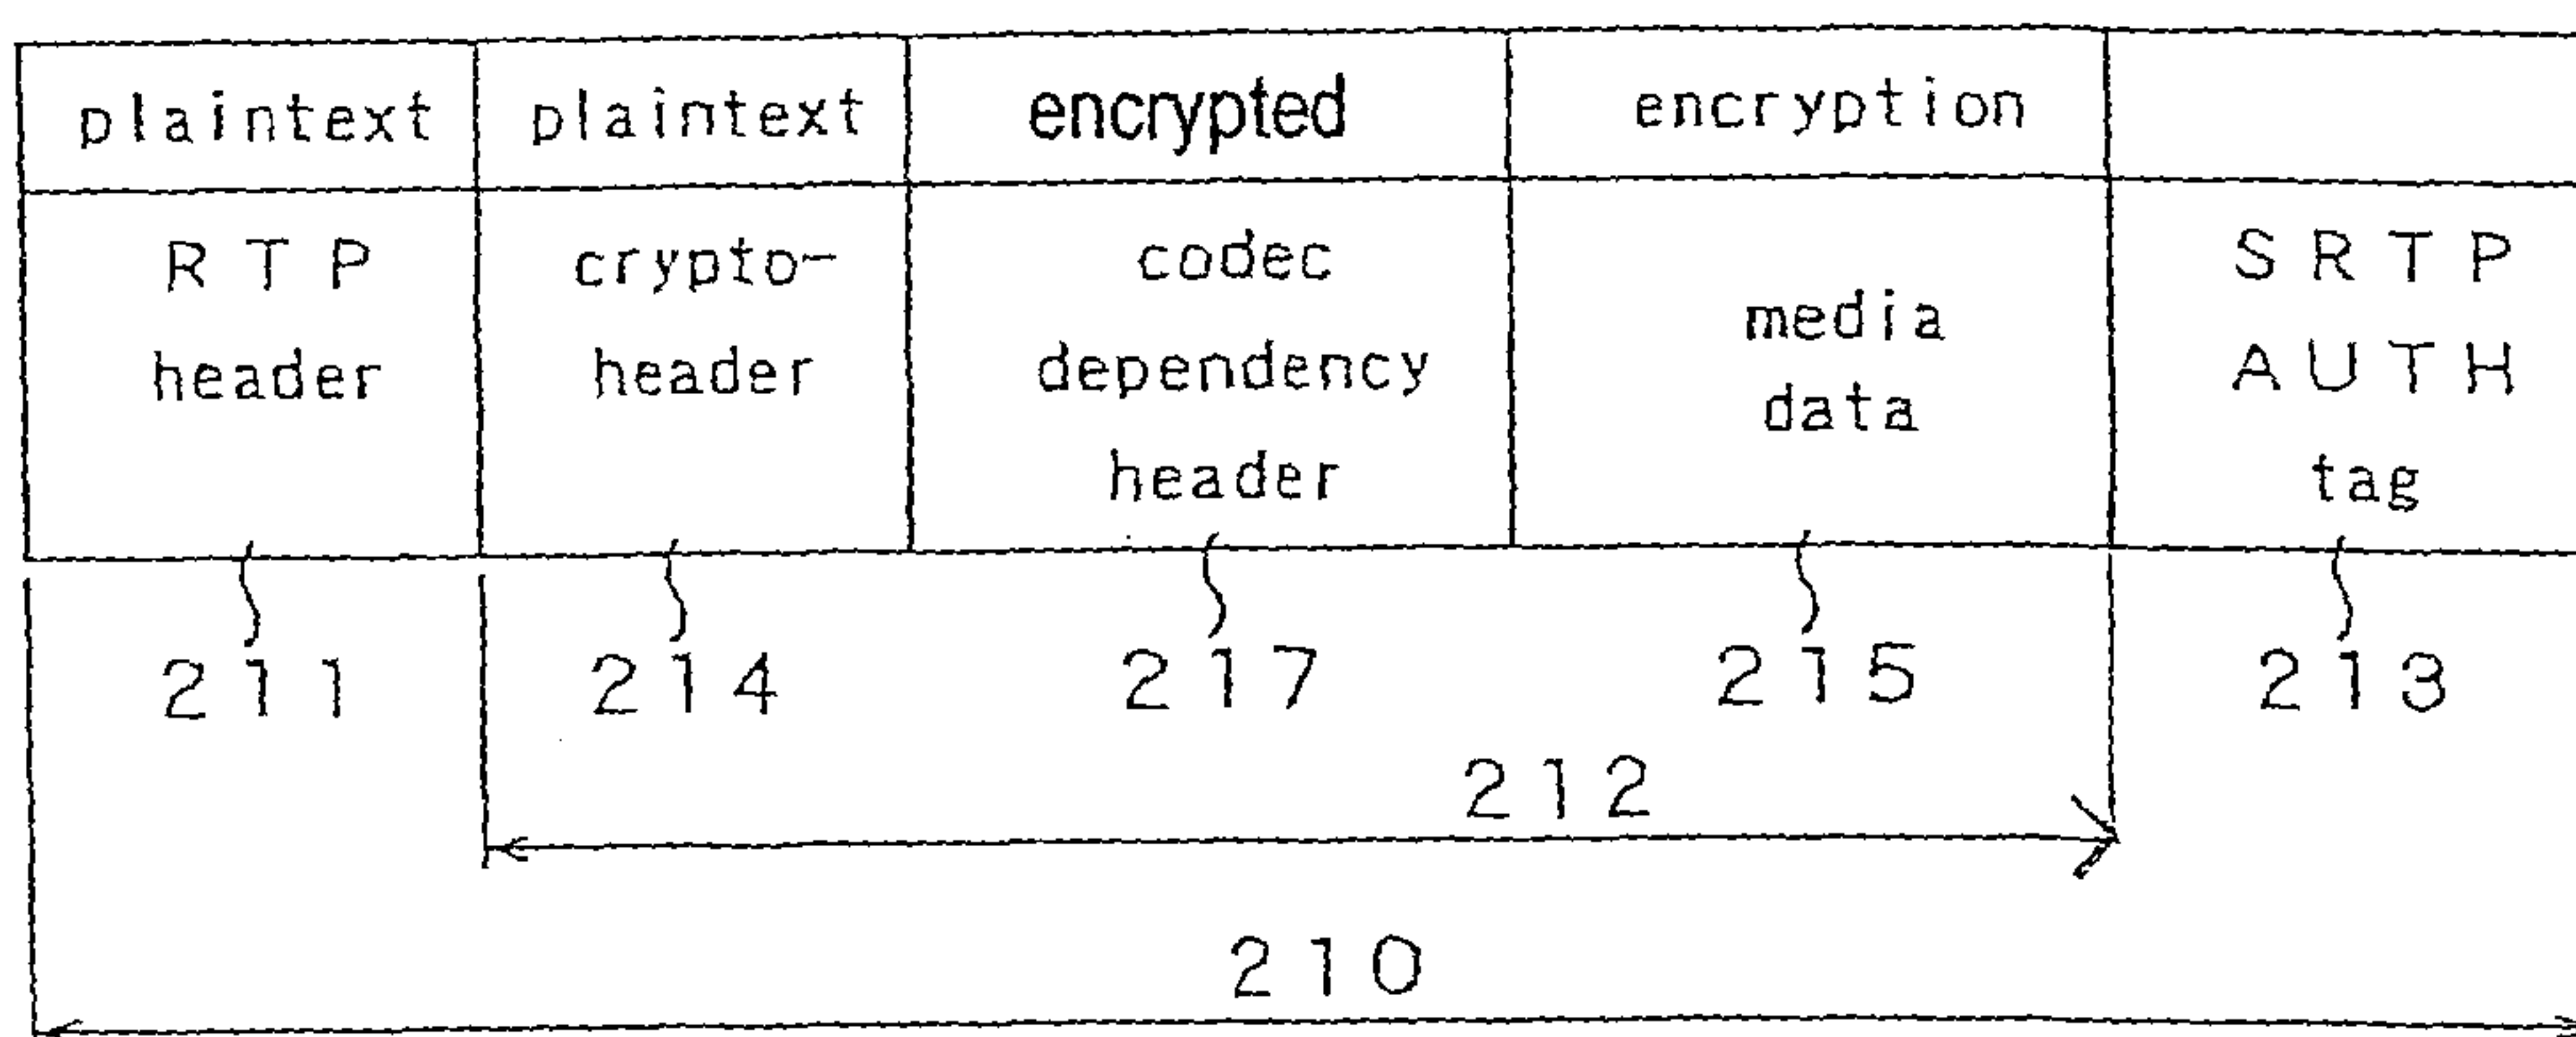 plaintext plaintext encrypted encryption
RTP header
crypto- header
codec dependency header
media data
SRTP AUTH tag
211 214 217 215 213
212
210